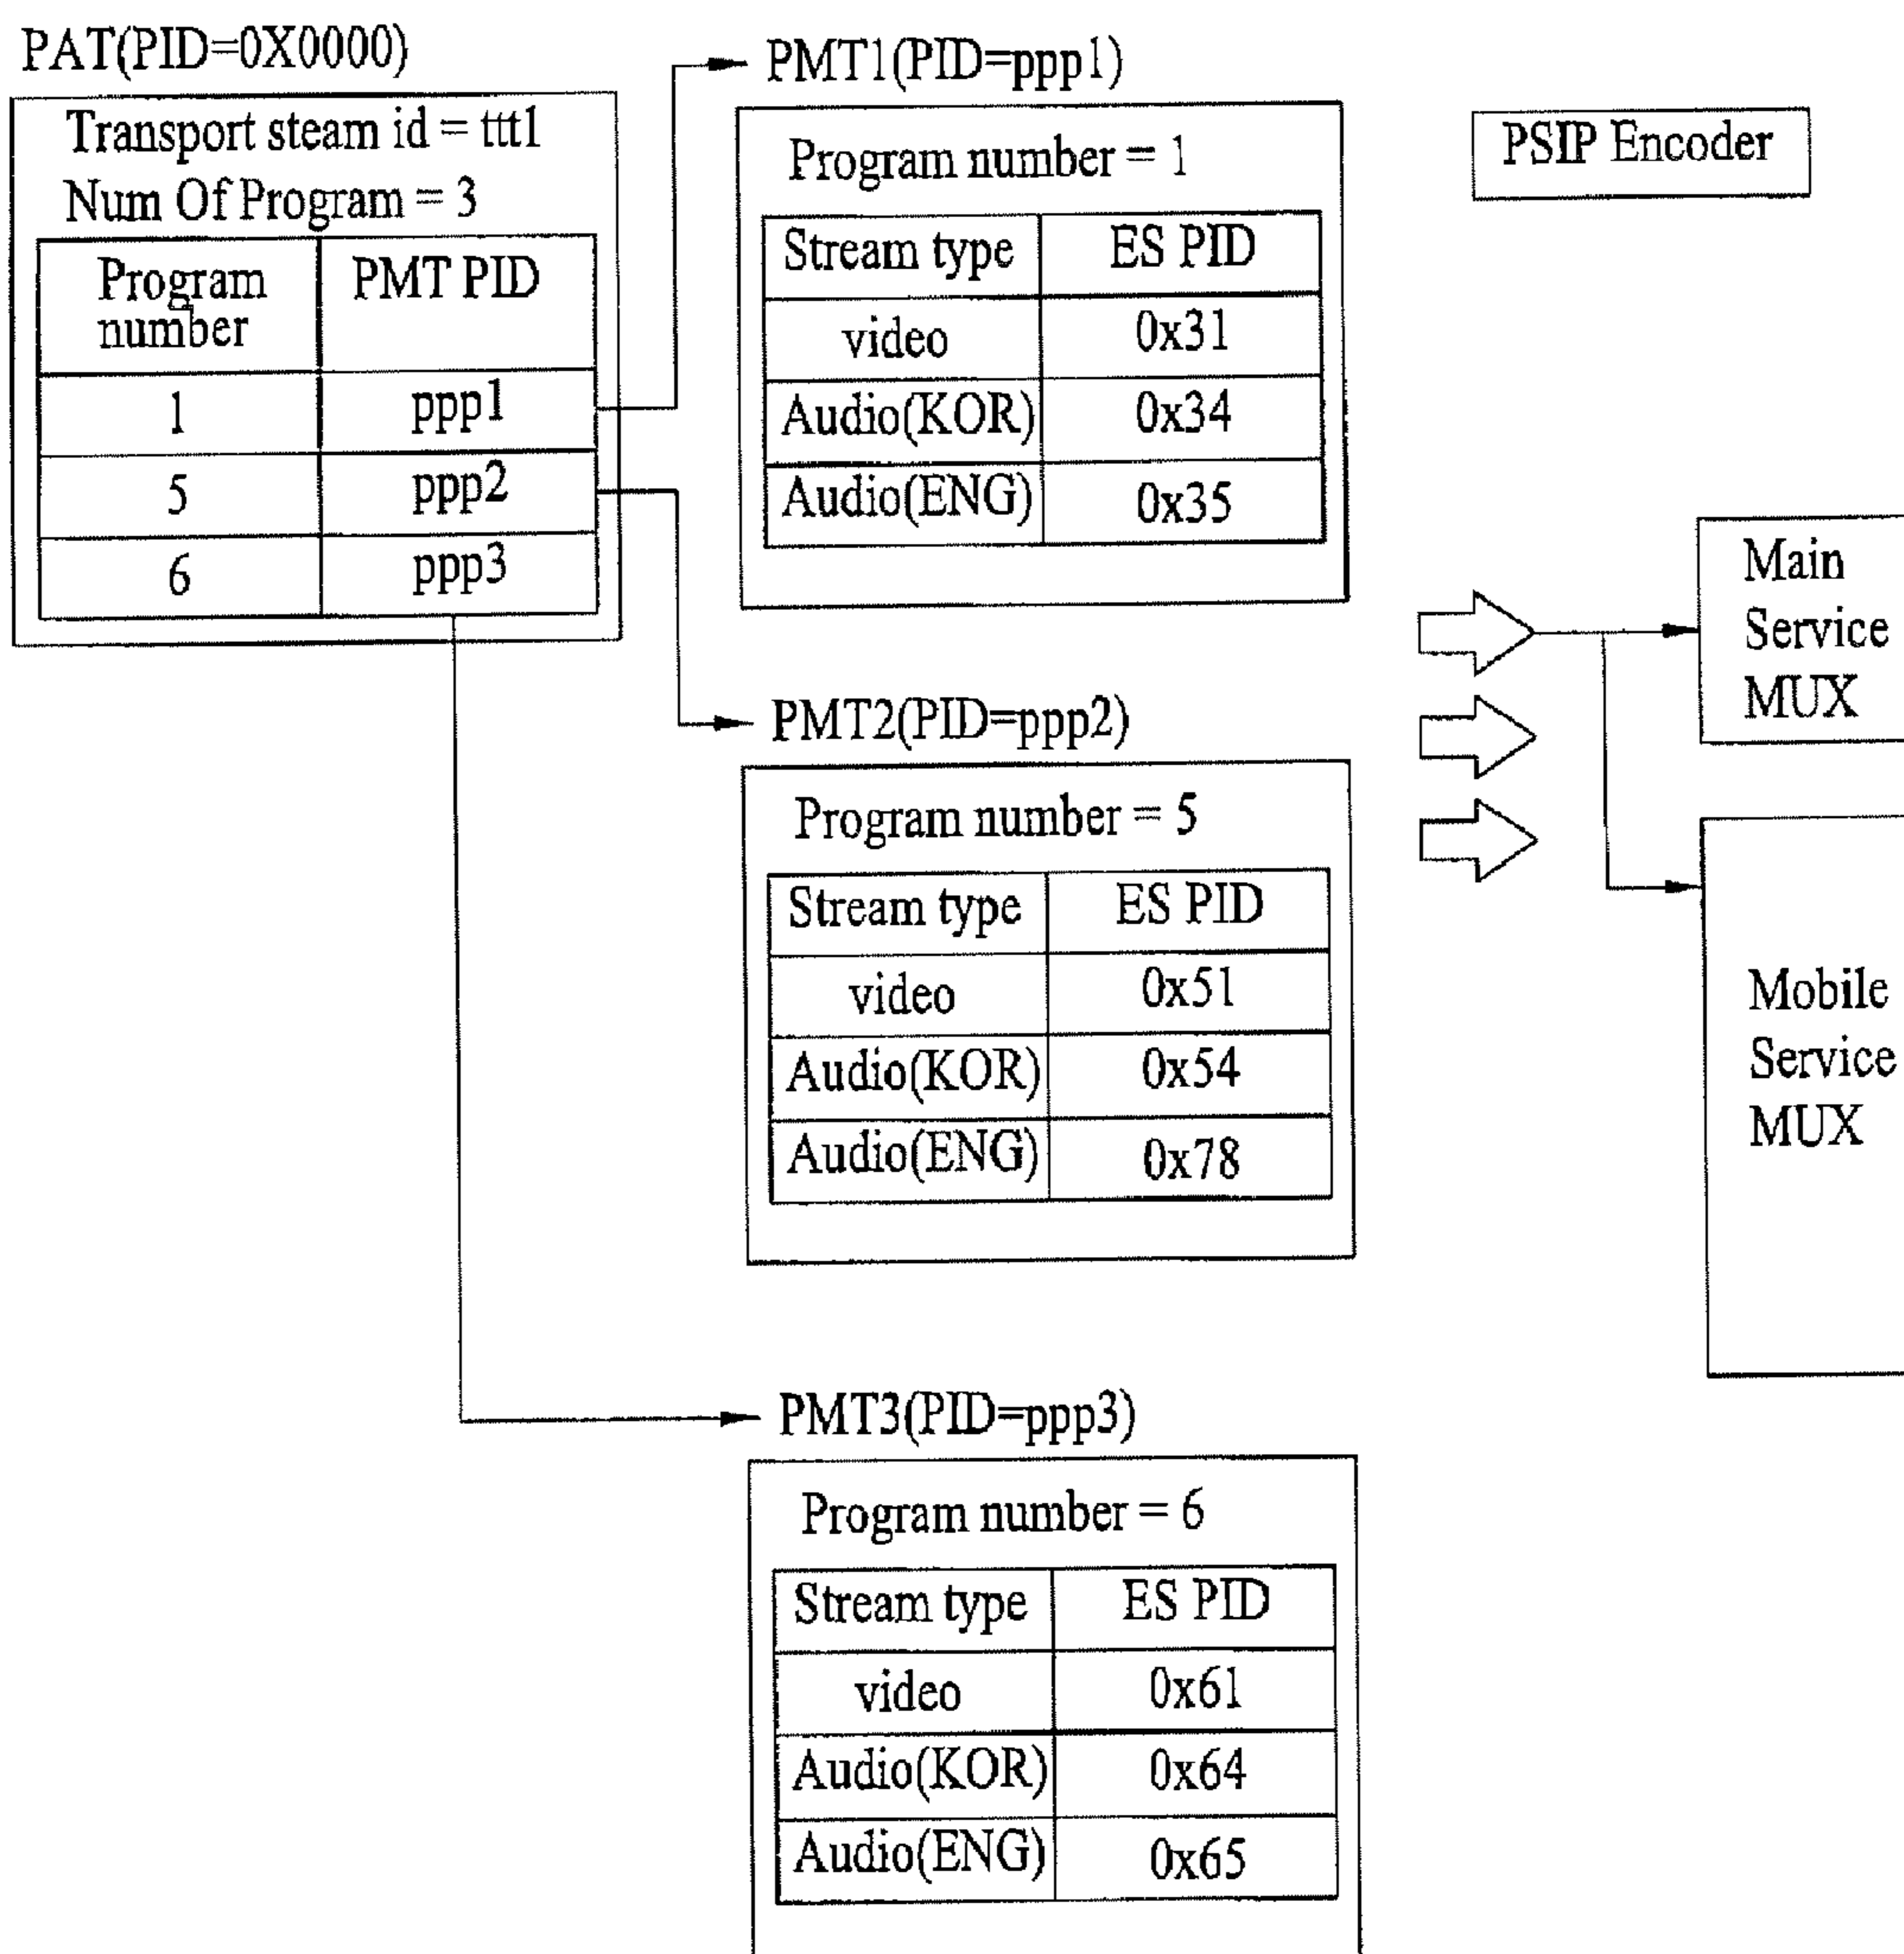 PAT(PID=0X0000)
Transport steam id = ttt1
Num Of Program = 3
Program number
PMT PID
1
ppp1
5
ppp2
6
ppp3
PMT1(PID=ppp1)
Program number = 1
Stream type
ES PID
video
0x31
Audio(KOR)
0x34
Audio(ENG)
0x35
PMT2(PID=ppp2)
Program number = 5
Stream type
ES PID
video
0x51
Audio(KOR)
0x54
Audio(ENG)
0x78
PMT3(PID=ppp3)
Program number = 6
Stream type
ES PID
video
0x61
Audio(KOR)
0x64
Audio(ENG)
0x65
PSIP Encoder
Main
Service
MUX
Mobile
Service
MUX